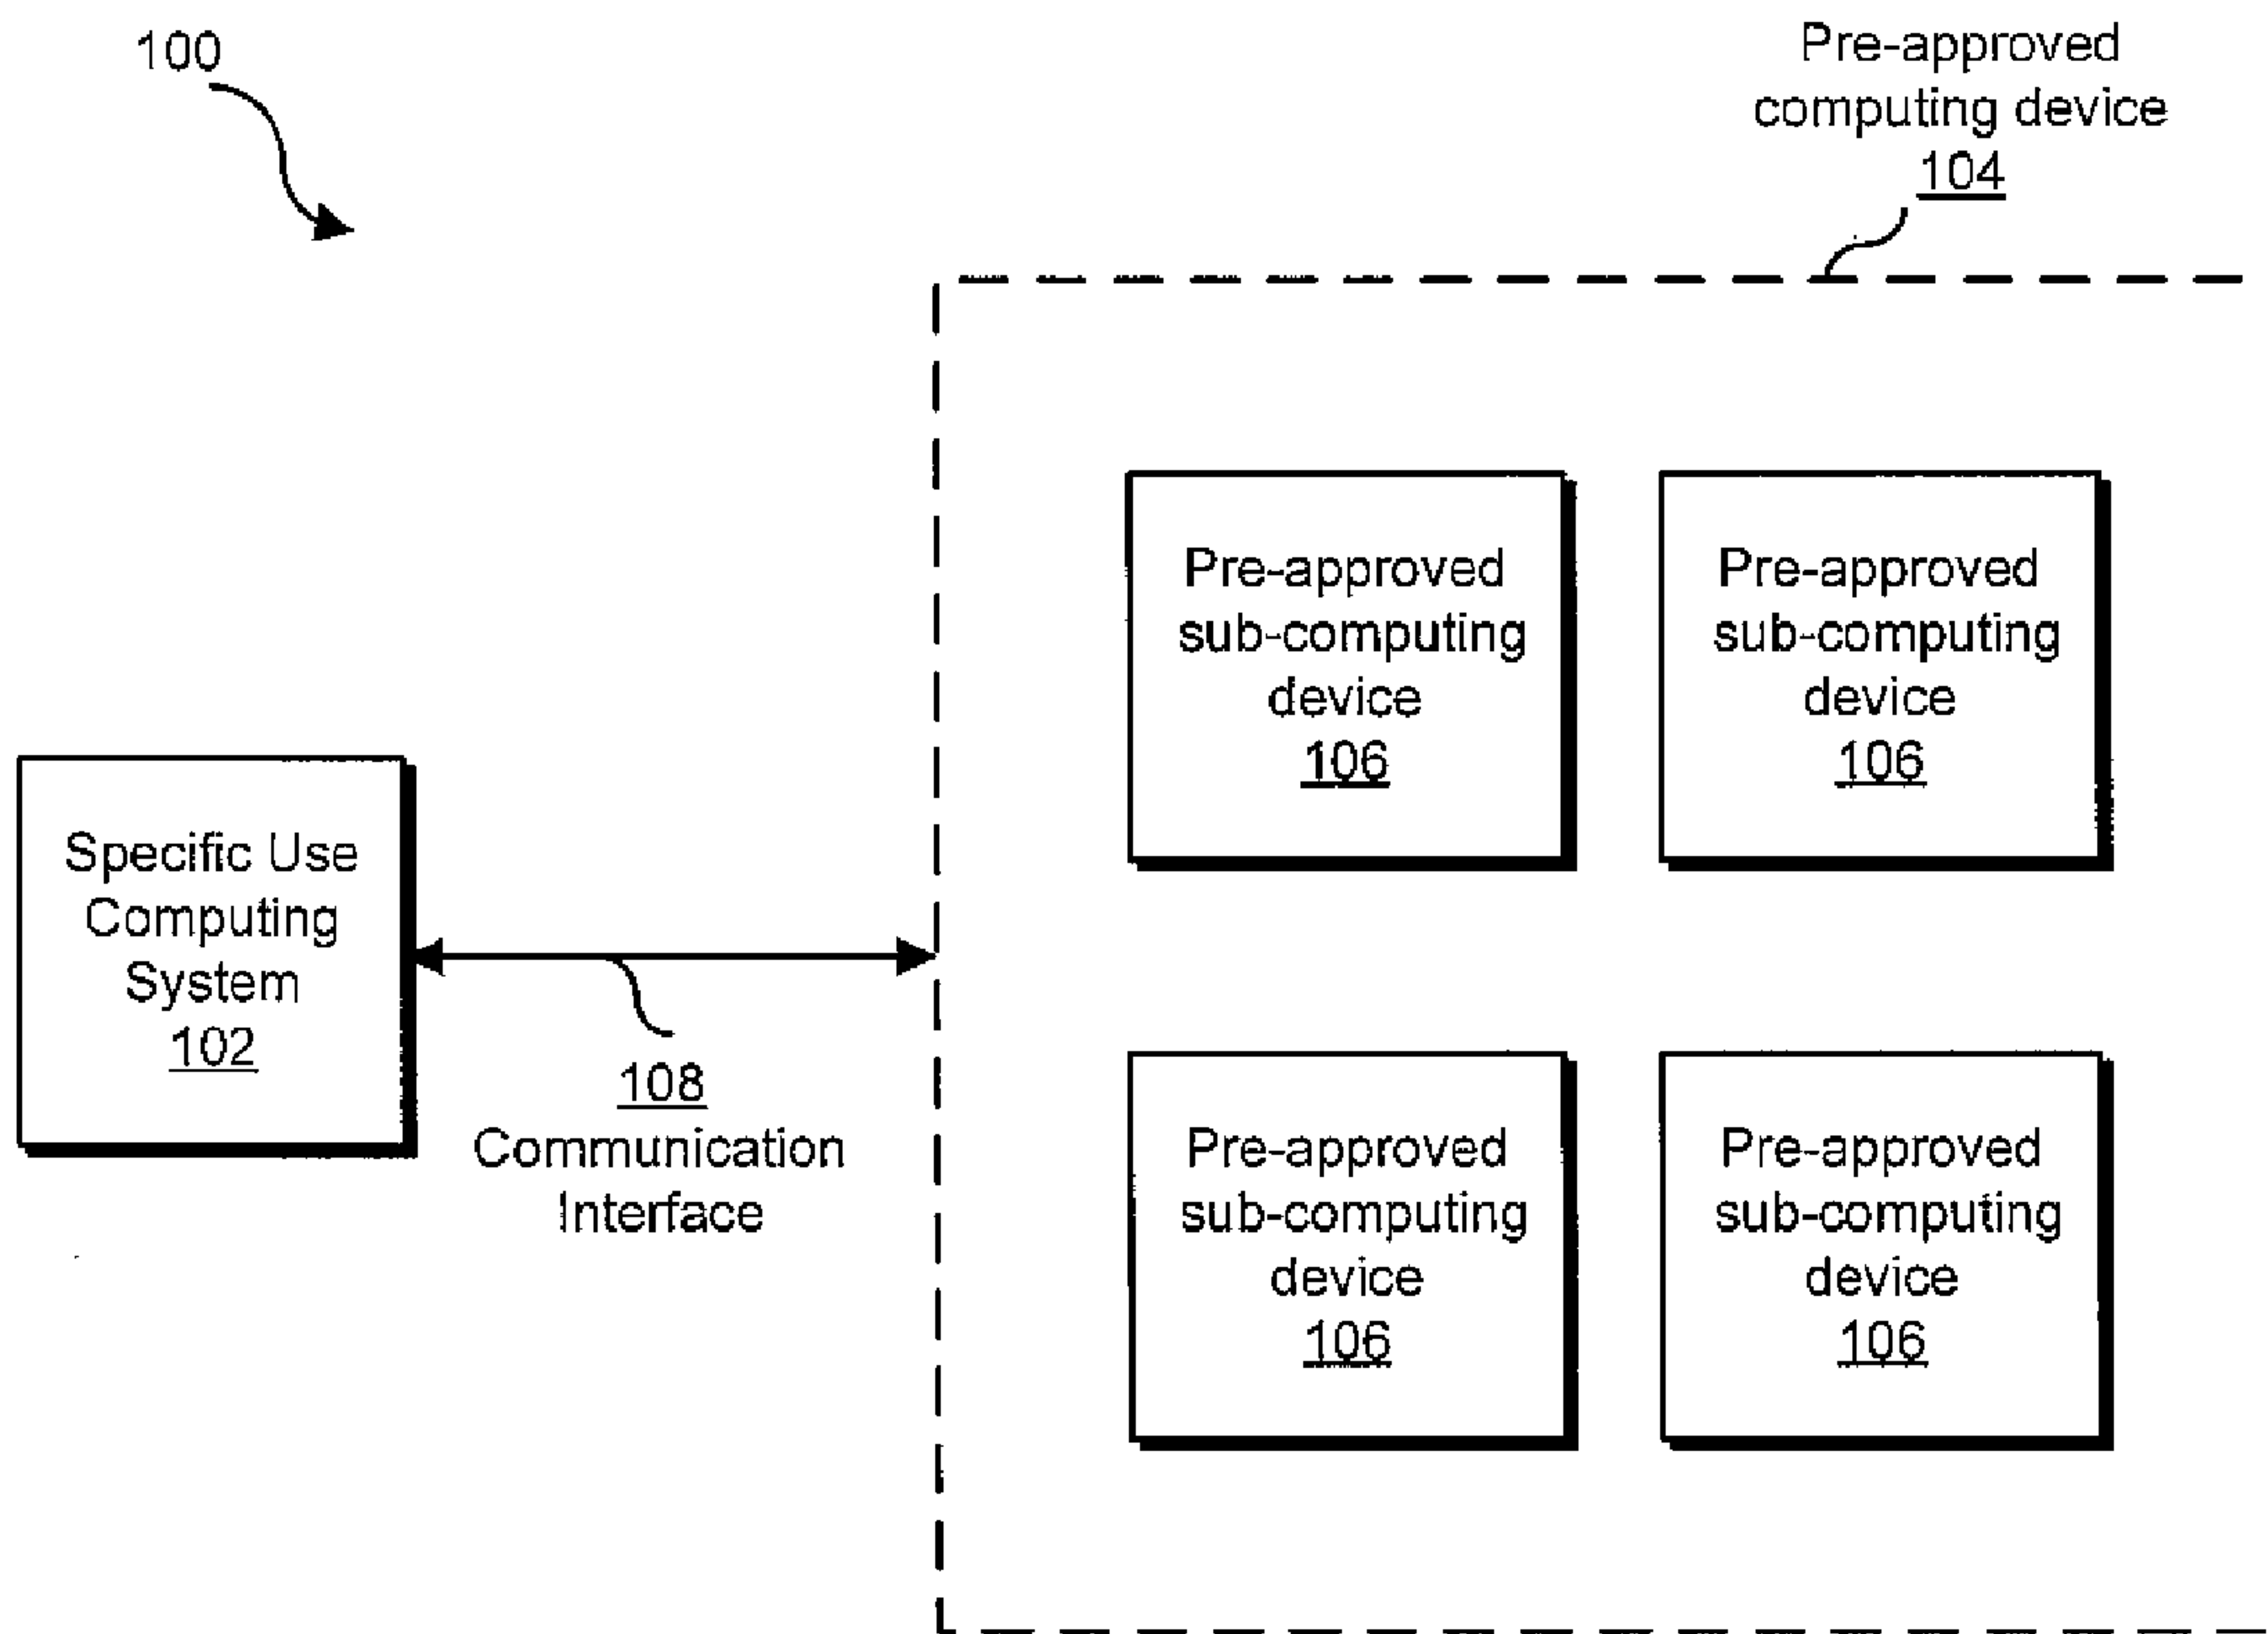 100
Pre-approved
computing device
104
Pre-approved
sub-computing
device
106
Pre-approved
sub-computing
device
106
Specific Use
Computing
System
102
108
Communication
Interface
Pre-approved
sub-computing
device
106
Pre-approved
sub-computing
device
106